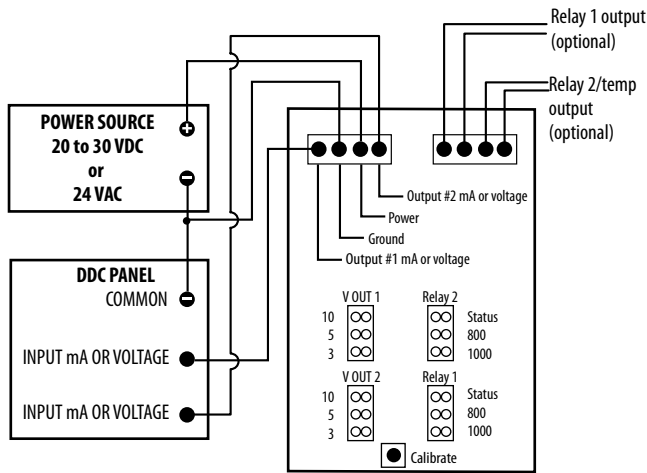 Relay 1 output
(optional)
Relay 2/temp
output
(optional)
POWER SOURCE
20 to 30 VDC
or
24 VAC
Output #2 mA or voltage
Power
Ground
Output #1 mA or voltage
DDC PANEL
COMMON
INPUT mA OR VOLTAGE
INPUT mA OR VOLTAGE
V OUT 1
10
5
3
Relay 2
Status
800
1000
V OUT 2
10
5
3
Relay 1
Status
800
1000
Calibrate